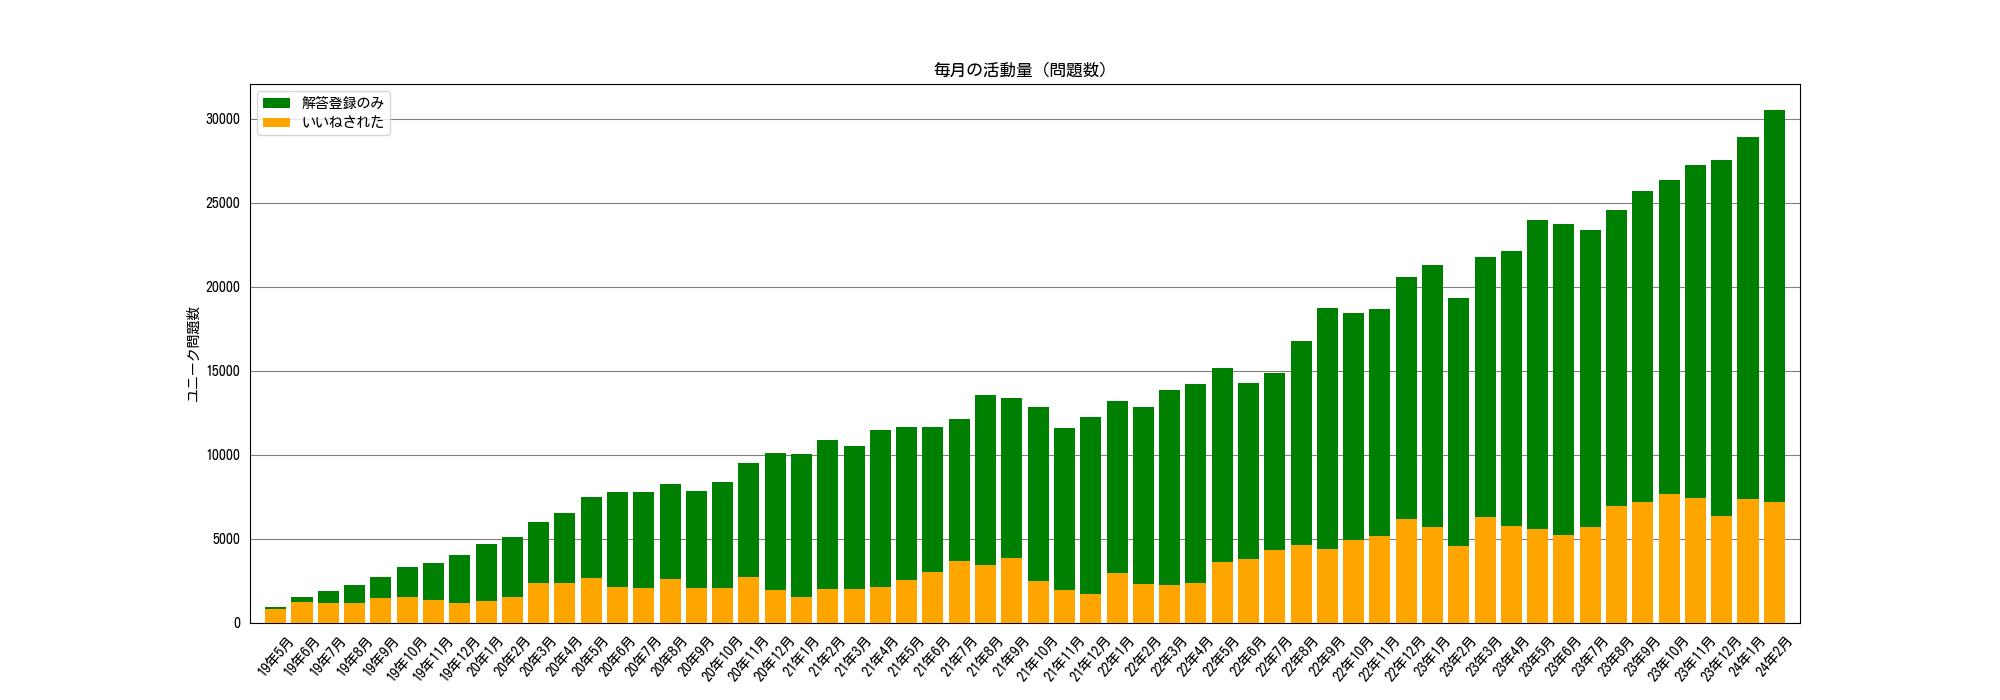 毎月の活動量（問題数）
解答登録のみ
いいねされた
ユニーク問題数
30000
25000
20000
15000
10000
5000
0
19年5月
19年6月
19年7月
19年8月
19年9月
19年10月
19年11月
19年12月
20年1月
20年2月
20年3月
20年4月
20年5月
20年6月
20年7月
20年8月
20年9月
20年10月
20年11月
20年12月
21年1月
21年2月
21年3月
21年4月
21年5月
21年6月
21年7月
21年8月
21年9月
21年10月
21年11月
21年12月
22年1月
22年2月
22年3月
22年4月
22年5月
22年6月
22年7月
22年8月
22年9月
22年10月
22年11月
22年12月
23年1月
23年2月
23年3月
23年4月
23年5月
23年6月
23年7月
23年8月
23年9月
23年10月
23年11月
23年12月
24年1月
24年2月